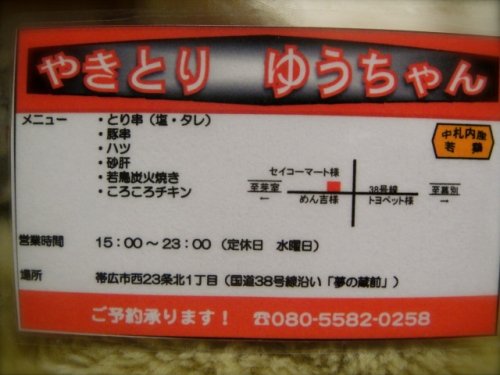 やきとり ゆうちゃん
メニュー ・とり串（塩・タレ）
・豚串
・ハツ
・砂肝
・若鳥炭火焼き
・ころころチキン
中札内産
若鶏
セイコーマート様
至芽室
←
めん吉様
38号線
トヨペット様
至幕別
→
営業時間 15：00～23：00（定休日 水曜日）
場所 帯広市西23条北1丁目（国道38号線沿い「夢の蔵前」）
ご予約承ります！ ☎080-5582-0258